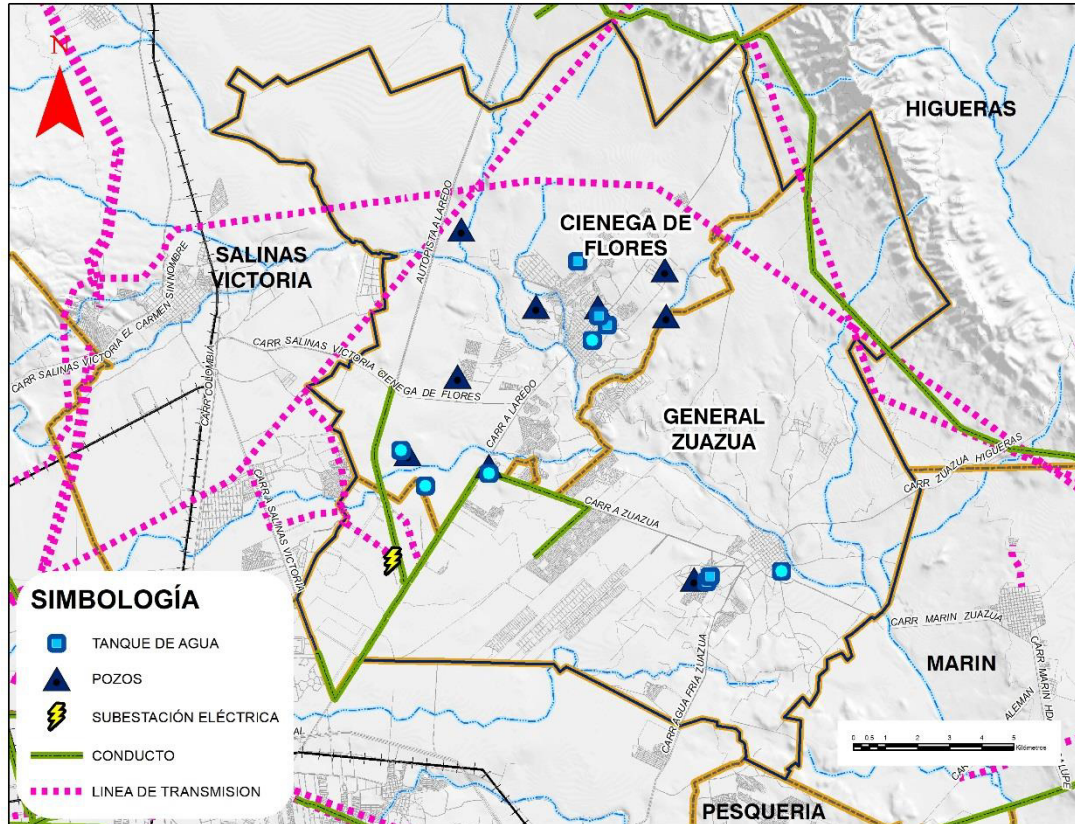 N
HIGUERAS
CIENEGA DE
FLORES
SALINAS
VICTORIA
AUTOPISTA A LAREDO
CARR SALINAS VICTORIA EL CARMEN SINNOMBRE
CARR COLOMBIA
CARR SALINAS VICTORIA CIENEGA DE FLORES
CARR A LAREDO
GENERAL
ZUAZUA
CARR ZUAZUA HIGUERAS
CARR A SALINAS VICTORIA
CARR A ZUAZUA
CARR MARIN ZUAZUA
MARIN
CARR AGUA FRIA ZUAZUA
ALEMAN
PESQUERIA
SIMBOLOGÍA
TANQUE DE AGUA
POZOS
SUBESTACIÓN ELÉCTRICA
CONDUCTO
LINEA DE TRANSMISION
0 0.5 1 2 3 4 5
Kilómetros